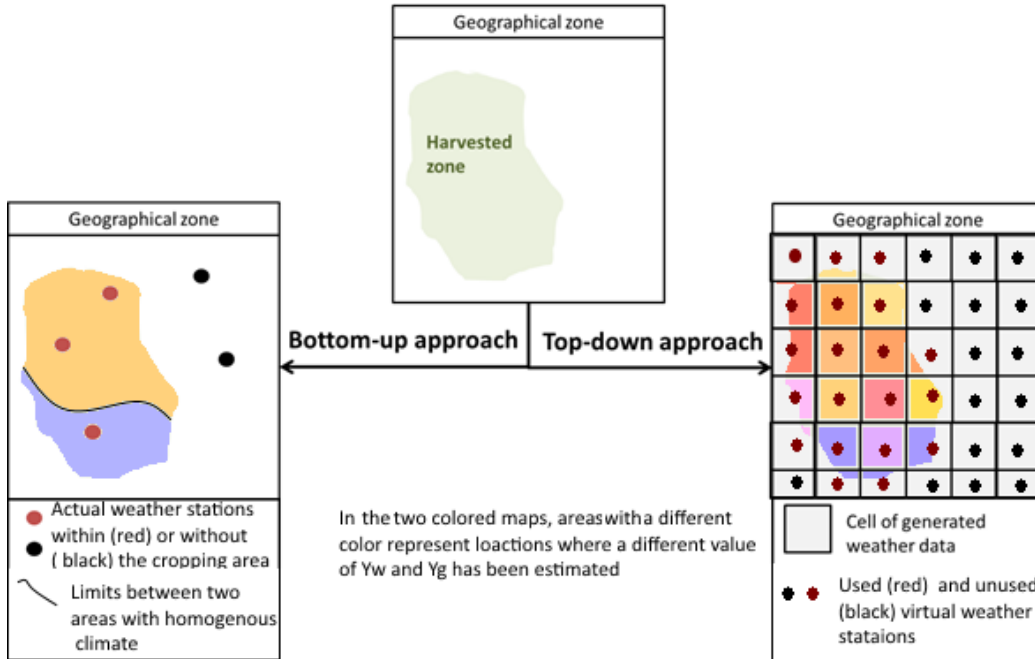 Geographical zone
Harvested
zone
Geographical zone
Geographical zone
Bottom-up approach
Top-down approach
Actual weather stations
within (red) or without
( black) the cropping area
Limits between two
areas with homogenous
climate
In the two colored maps, areaswith a different
color represent loactions where a different value
of Yw and Yg has been estimated
Cell of generated
weather data
Used (red) and unused
(black) virtual weather
stataions